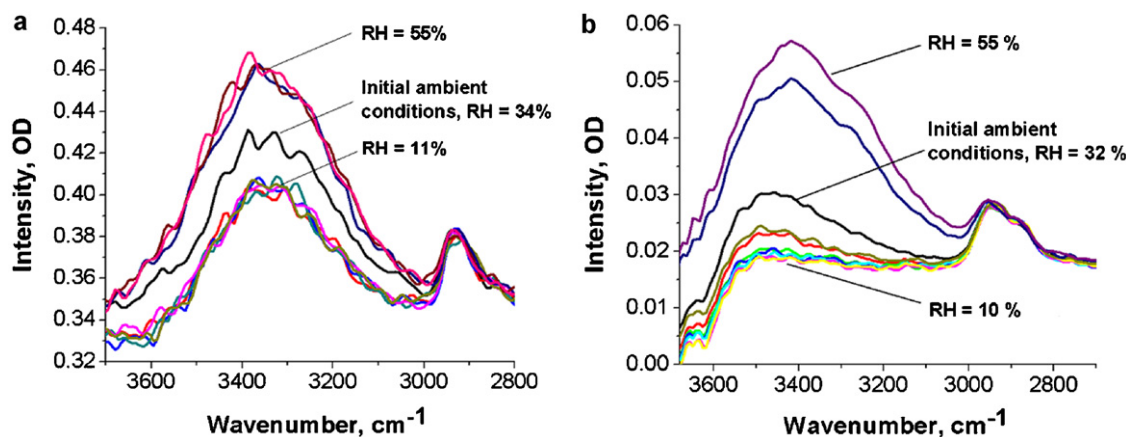 a
0.50
0.48
0.46
0.44
0.42
0.40
0.38
0.36
0.34
0.32
Intensity, OD
RH = 55%
Initial ambient
conditions, RH = 34%
RH = 11%
3600
3400
3200
3000
2800
Wavenumber, cm-1
b
0.06
0.05
0.04
0.03
0.02
0.01
0.00
Intensity, OD
RH = 55 %
Initial ambient
conditions, RH = 32 %
RH = 10 %
3600
3400
3200
3000
2800
Wavenumber, cm-1